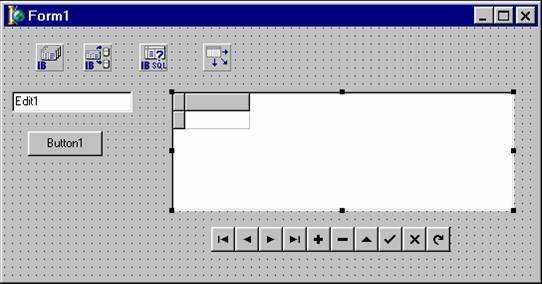 Form1
IB
IB
IB SQL
Edit1
Button1